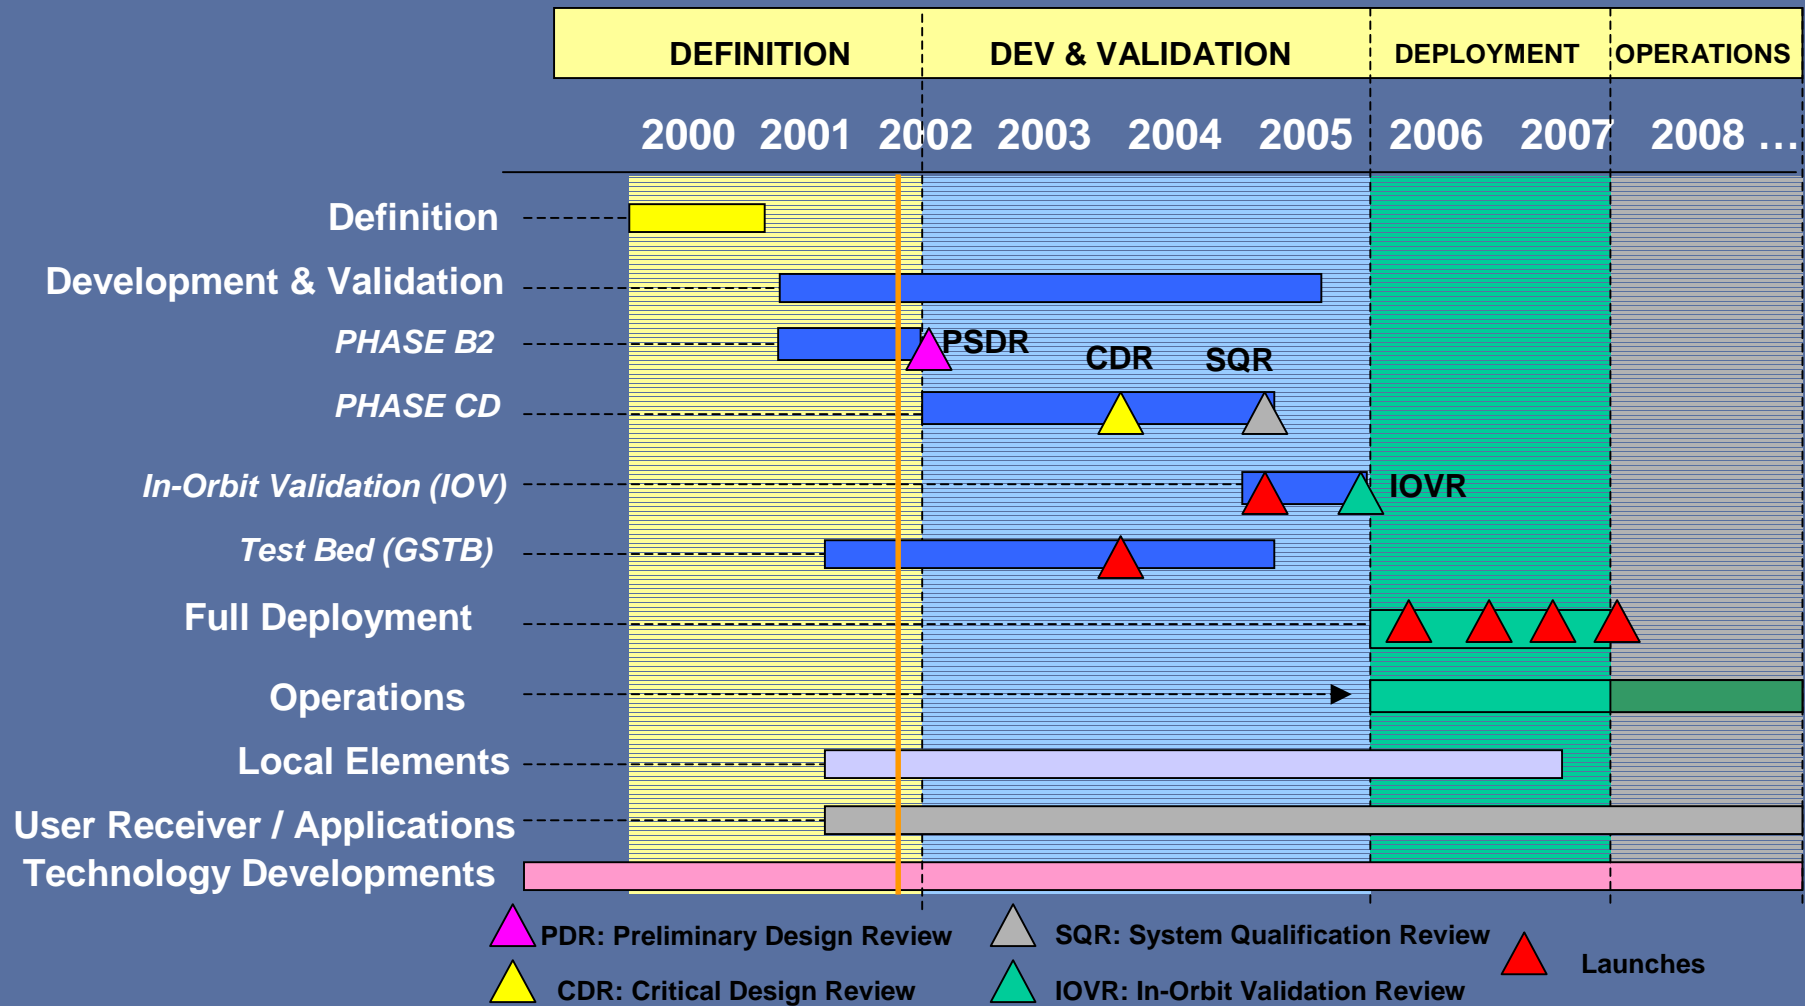 DEFINITION DEV & VALIDATION DEPLOYMENT OPERATIONS
2000 2001 2002 2003 2004 2005 2006 2007 2008 ...
Definition
Development & Validation
PHASE B2 PSDR
CDR SQR
PHASE CD
In-Orbit Validation (IOV) IOVR
Test Bed (GSTB)
Full Deployment
Operations
Local Elements
User Receiver / Applications
Technology Developments
PDR: Preliminary Design Review SQR: System Qualification Review
Launches
CDR: Critical Design Review IOVR: In-Orbit Validation Review